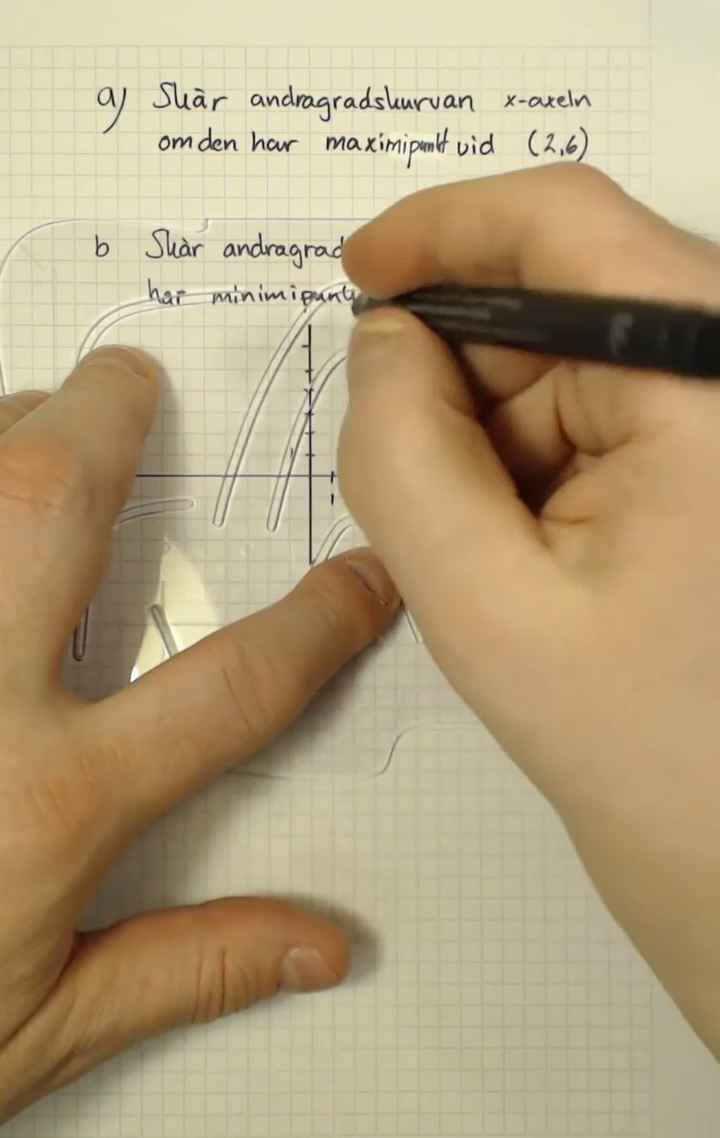 a) Skär andragradskurvan x-axeln
om den har maximipunkt vid (2,6)
b Skär andragrad
har minimipunkt